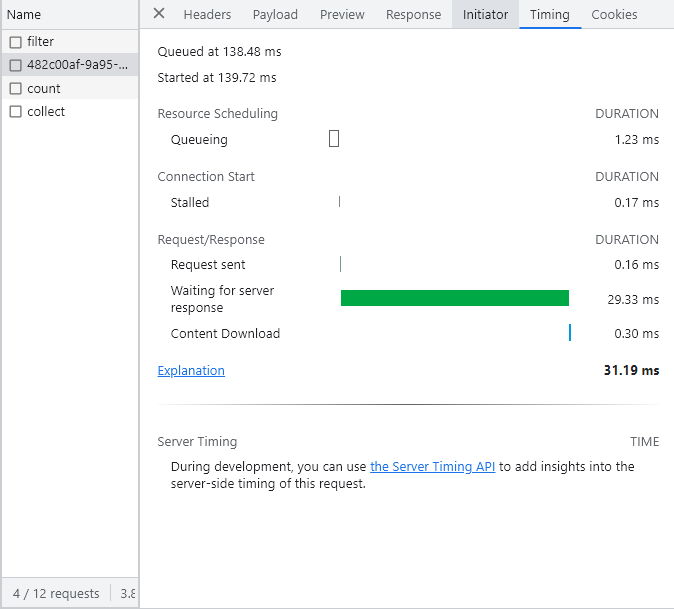 Name
filter
482c00af-9a95-...
count
collect
4 / 12 requests
Headers Payload Preview Response Initiator Timing Cookies
Queued at 138.48 ms
Started at 139.72 ms
Resource Scheduling DURATION
Queueing 1.23 ms
Connection Start DURATION
Stalled 0.17 ms
Request/Response DURATION
Request sent 0.16 ms
Waiting for server
response 29.33 ms
Content Download 0.30 ms
Explanation 31.19 ms
Server Timing TIME
During development, you can use the Server Timing API to add insights into the
server-side timing of this request.